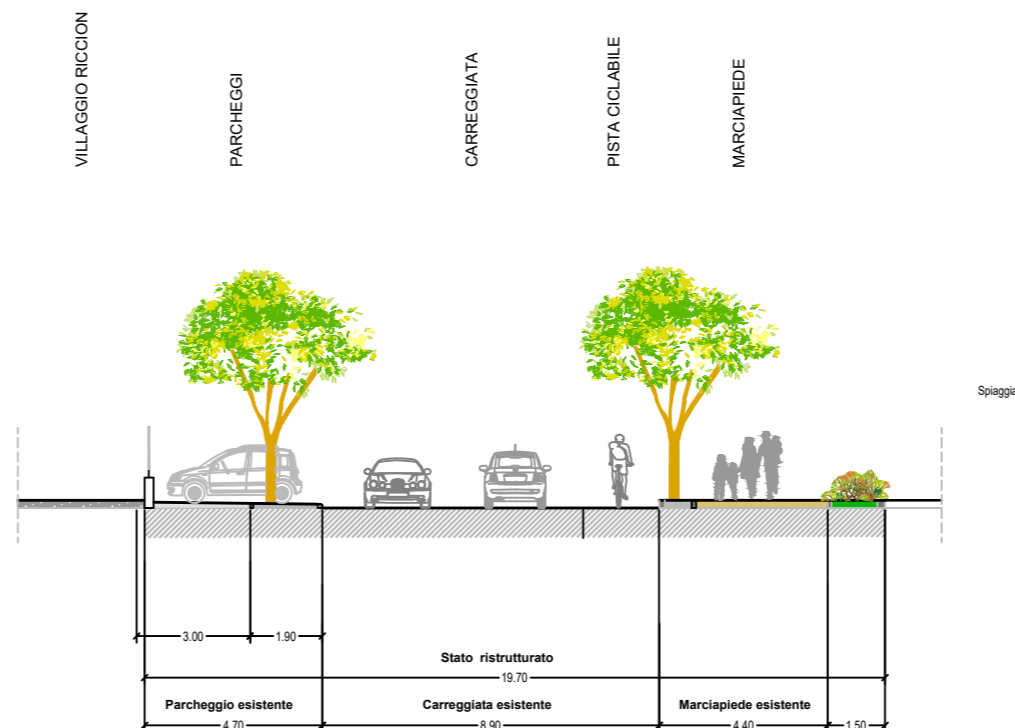 VILLAGGIO RICCION
PARCHEGGI
CARREGGIATA
PISTA CICLABILE
MARCIAPIEDE
Spiaggia
3.00
1.90
Stato ristrutturato
19.70
Parcheggio esistente
Carreggiata esistente
Marciapiede esistente
4.70
8.90
4.40
1.50